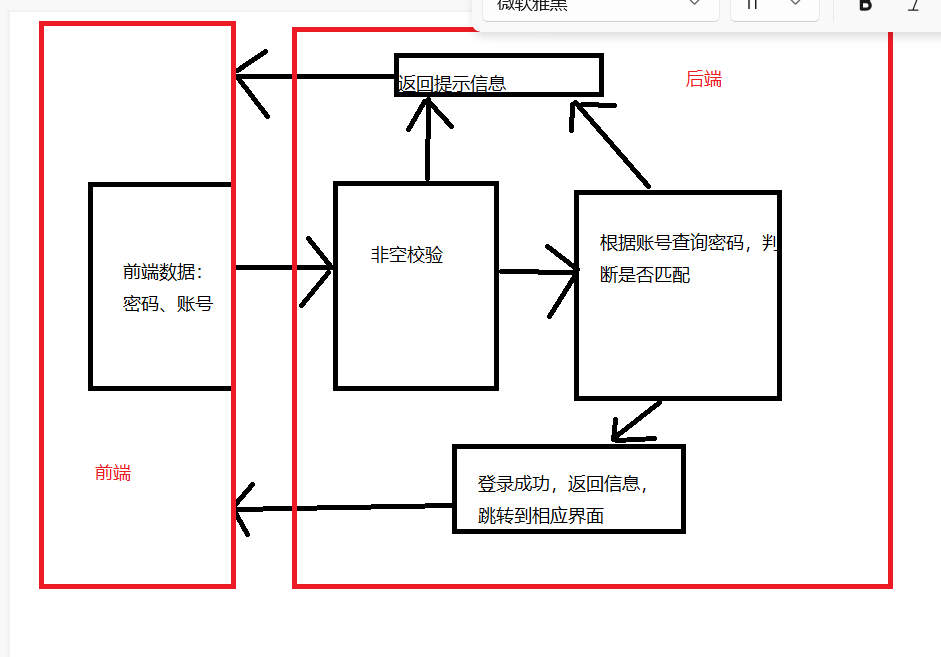 微软雅黑
11
B
I
返回提示信息
后端
非空校验
根据账号查询密码，判
断是否匹配
前端数据：
密码、账号
前端
登录成功，返回信息，
跳转到相应界面